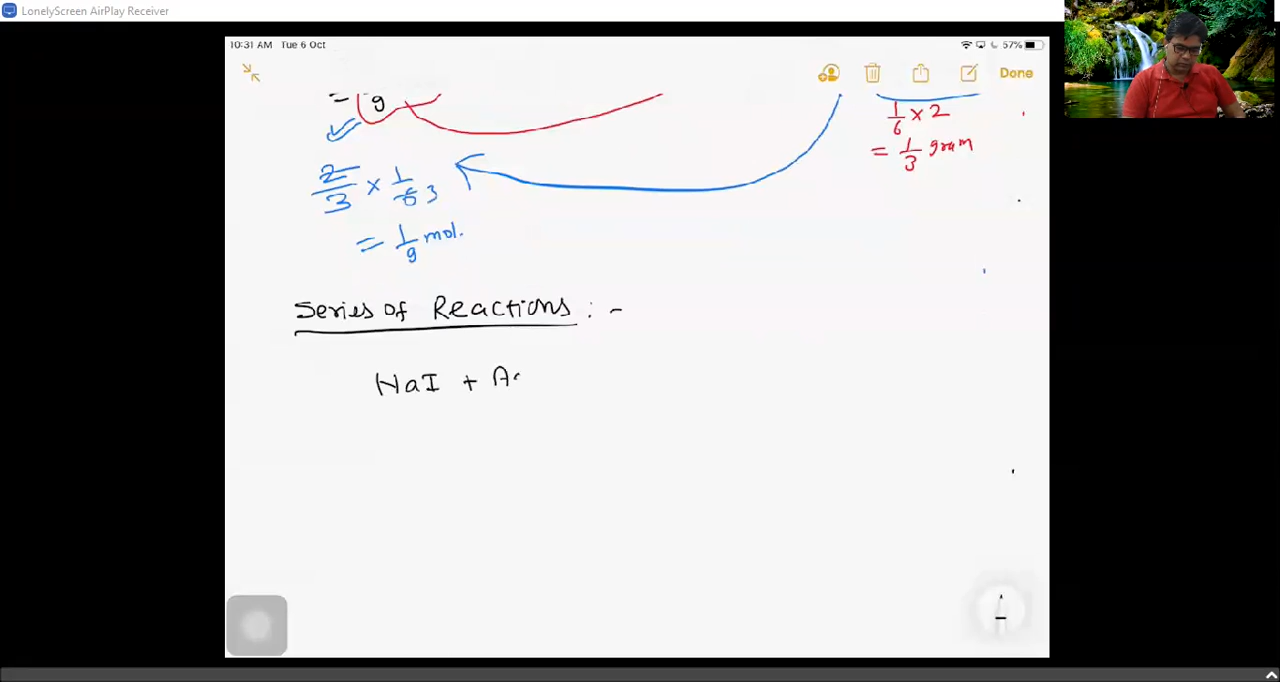 LonelyScreen AirPlay Receiver
10:31 AM Tue 6 Oct
57%
Done
= 1/9
1/6 × 2
= 1/3 gram
2/3 × 1/6 3
= 1/9 mol.
Series of Reactions : -
NaI + A